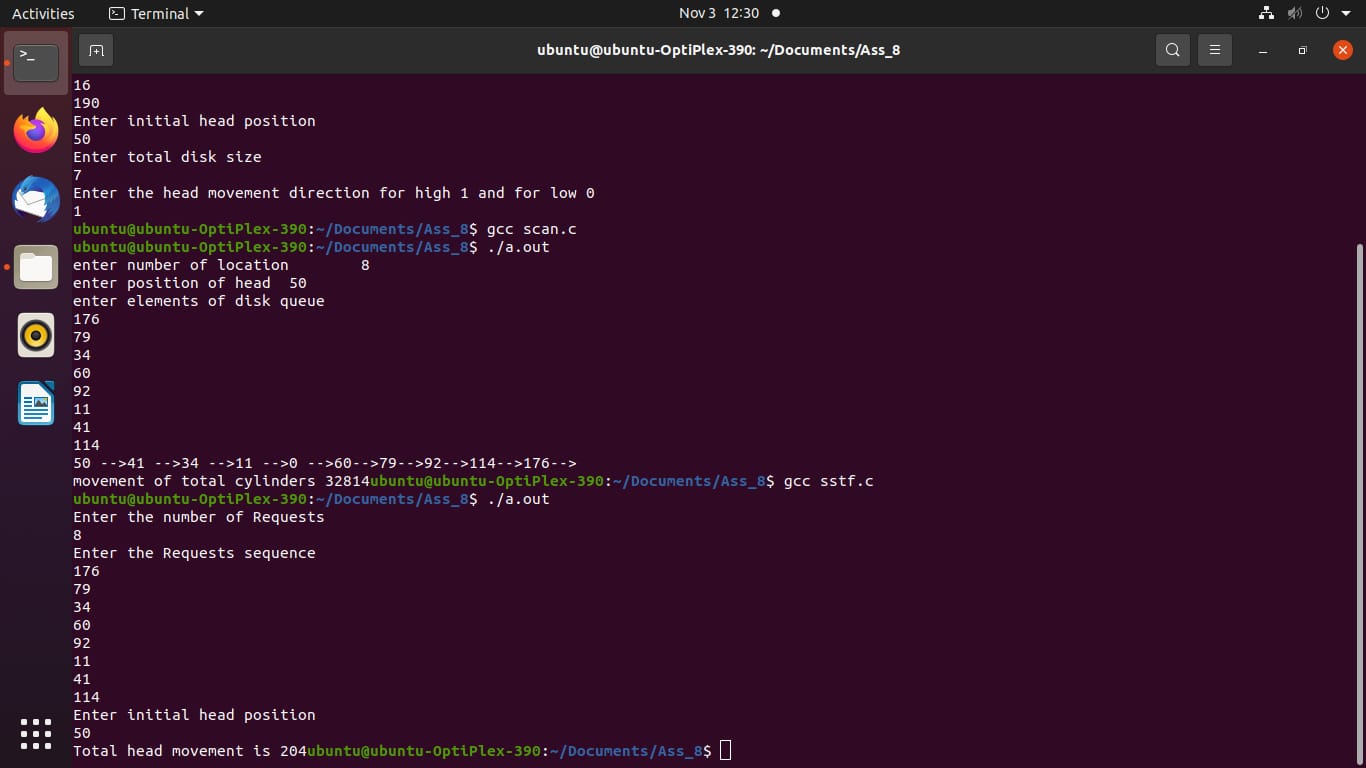 Activities
Terminal
Nov 3 12:30
ubuntu@ubuntu-OptiPlex-390: ~/Documents/Ass_8
16
190
Enter initial head position
50
Enter total disk size
7
Enter the head movement direction for high 1 and for low 0
1
ubuntu@ubuntu-OptiPlex-390:~/Documents/Ass_8$ gcc scan.c
ubuntu@ubuntu-OptiPlex-390:~/Documents/Ass_8$ ./a.out
enter number of location        8
enter position of head  50
enter elements of disk queue
176
79
34
60
92
11
41
114
50 -->41 -->34 -->11 -->0 -->60-->79-->92-->114-->176-->
movement of total cylinders 32814ubuntu@ubuntu-OptiPlex-390:~/Documents/Ass_8$ gcc sstf.c
ubuntu@ubuntu-OptiPlex-390:~/Documents/Ass_8$ ./a.out
Enter the number of Requests
8
Enter the Requests sequence
176
79
34
60
92
11
41
114
Enter initial head position
50
Total head movement is 204ubuntu@ubuntu-OptiPlex-390:~/Documents/Ass_8$